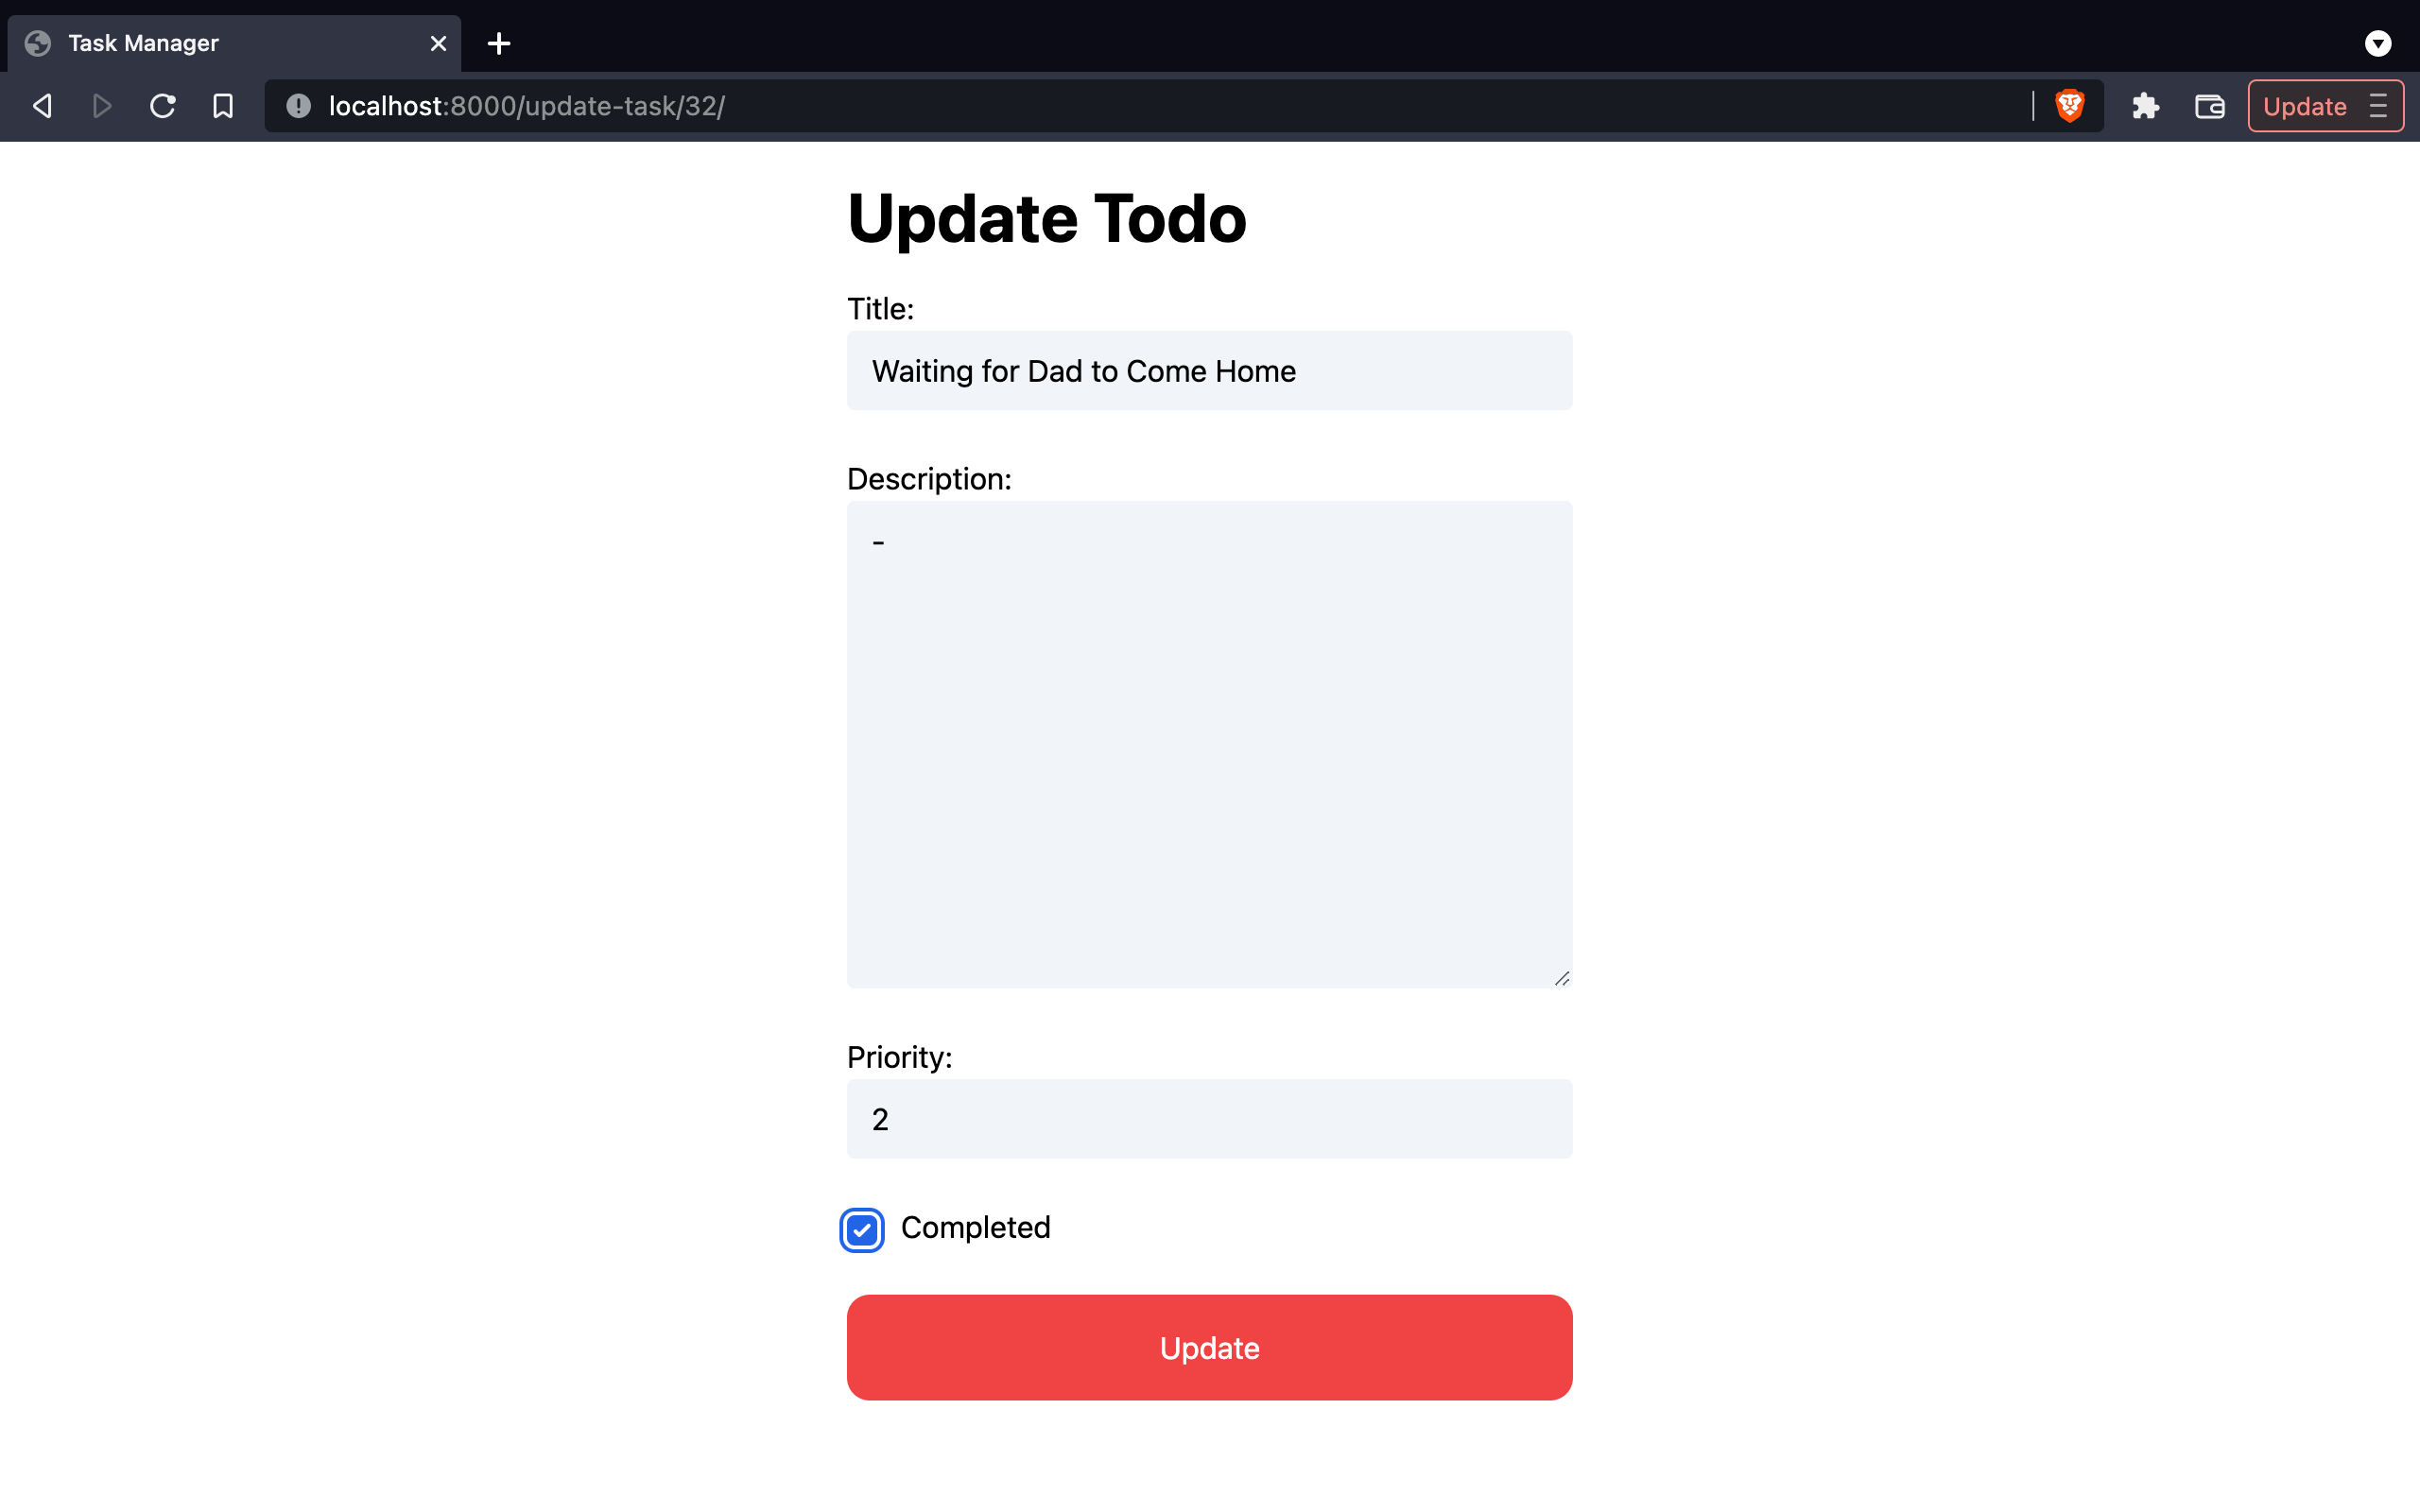 Task Manager
localhost:8000/update-task/32/
Update
Update Todo
Title:
Waiting for Dad to Come Home
Description:
-
Priority:
2
Completed
Update